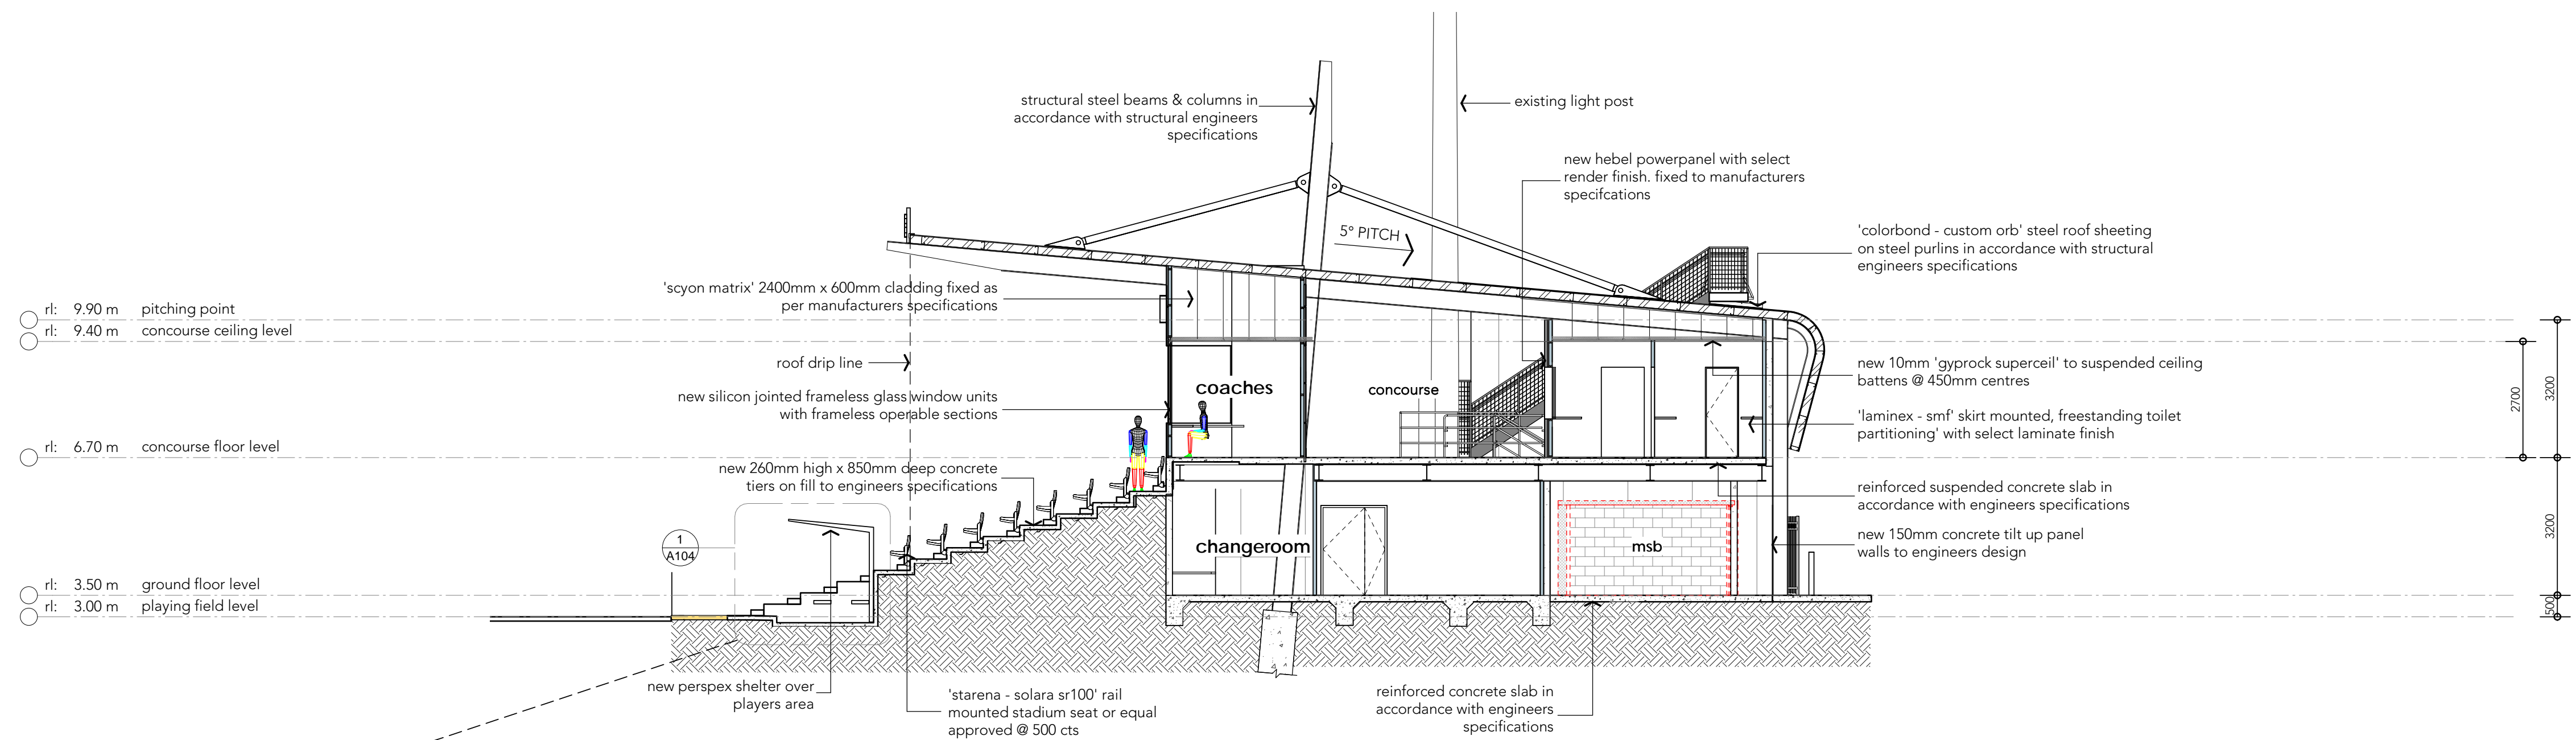 structural steel beams & columns in
accordance with structural engineers
specifications
existing light post
new hebel powerpanel with select
render finish. fixed to manufacturers
specifcations
5° PITCH
'colorbond - custom orb' steel roof sheeting
on steel purlins in accordance with structural
engineers specifications
'scyon matrix' 2400mm x 600mm cladding fixed as
per manufacturers specifications
rl: 9.90 m pitching point
rl: 9.40 m concourse ceiling level
roof drip line
new silicon jointed frameless glass window units
with frameless operable sections
coaches
concourse
new 10mm 'gyprock superceil' to suspended ceiling
battens @ 450mm centres
'laminex - smf' skirt mounted, freestanding toilet
partitioning' with select laminate finish
2700
3200
rl: 6.70 m concourse floor level
new 260mm high x 850mm deep concrete
tiers on fill to engineers specifications
reinforced suspended concrete slab in
accordance with engineers specifications
new 150mm concrete tilt up panel
walls to engineers design
3200
1
A104
changeroom
msb
rl: 3.50 m ground floor level
rl: 3.00 m playing field level
500
new perspex shelter over
players area
'starena - solara sr100' rail
mounted stadium seat or equal
approved @ 500 cts
reinforced concrete slab in
accordance with engineers
specifications